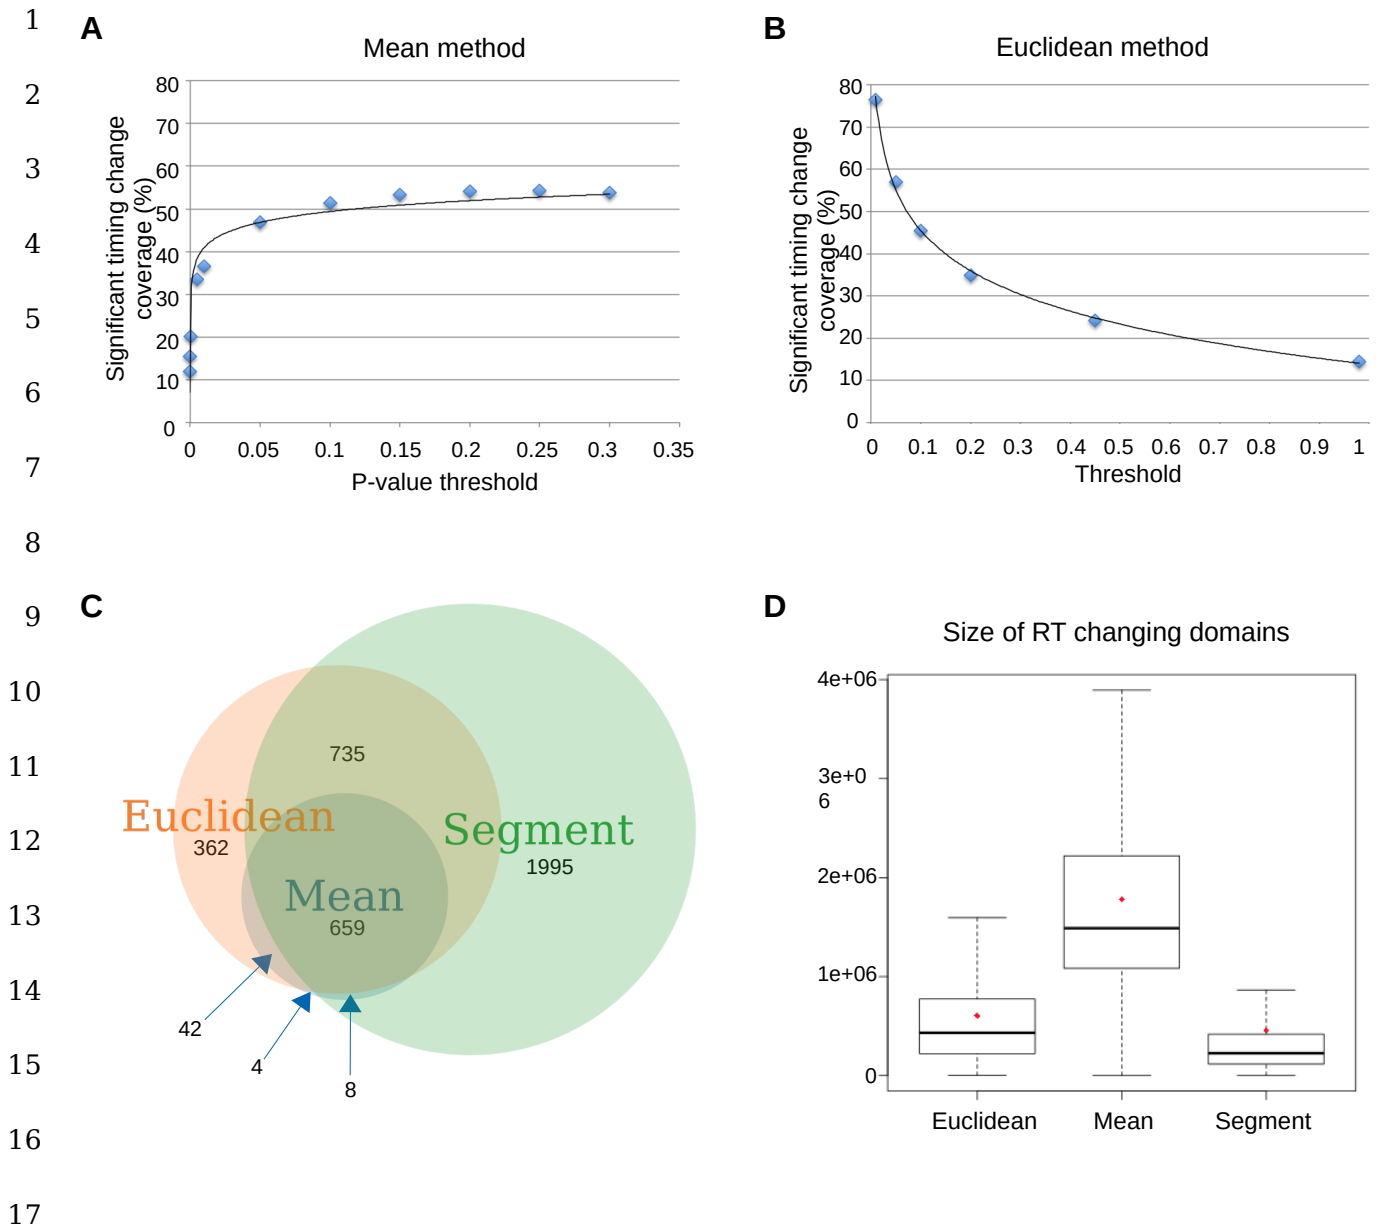 1
2
3
4
5
6
7
8
9
10
11
12
13
14
15
16
17
A
Mean method
Significant timing change
coverage (%)
80
70
60
50
40
30
20
10
0
0 0.05 0.1 0.15 0.2 0.25 0.3 0.35
P-value threshold
B
Euclidean method
Significant timing change
coverage (%)
80
70
60
50
40
30
20
10
0
0 0.1 0.2 0.3 0.4 0.5 0.6 0.7 0.8 0.9 1
Threshold
C
735
Euclidean
362
Segment
1995
Mean
659
42
4
8
D
Size of RT changing domains
4e+06
3e+0
6
2e+06
1e+06
0
Euclidean Mean Segment